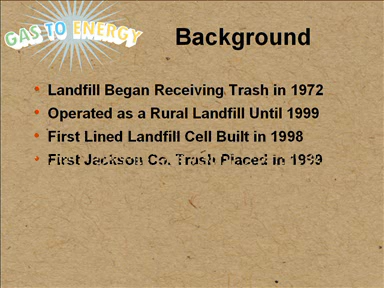 GAS TO ENERGY
Background
• Landfill Began Receiving Trash in 1972
• Operated as a Rural Landfill Until 1999
• First Lined Landfill Cell Built in 1998
• First Jackson Co. Trash Placed in 1999